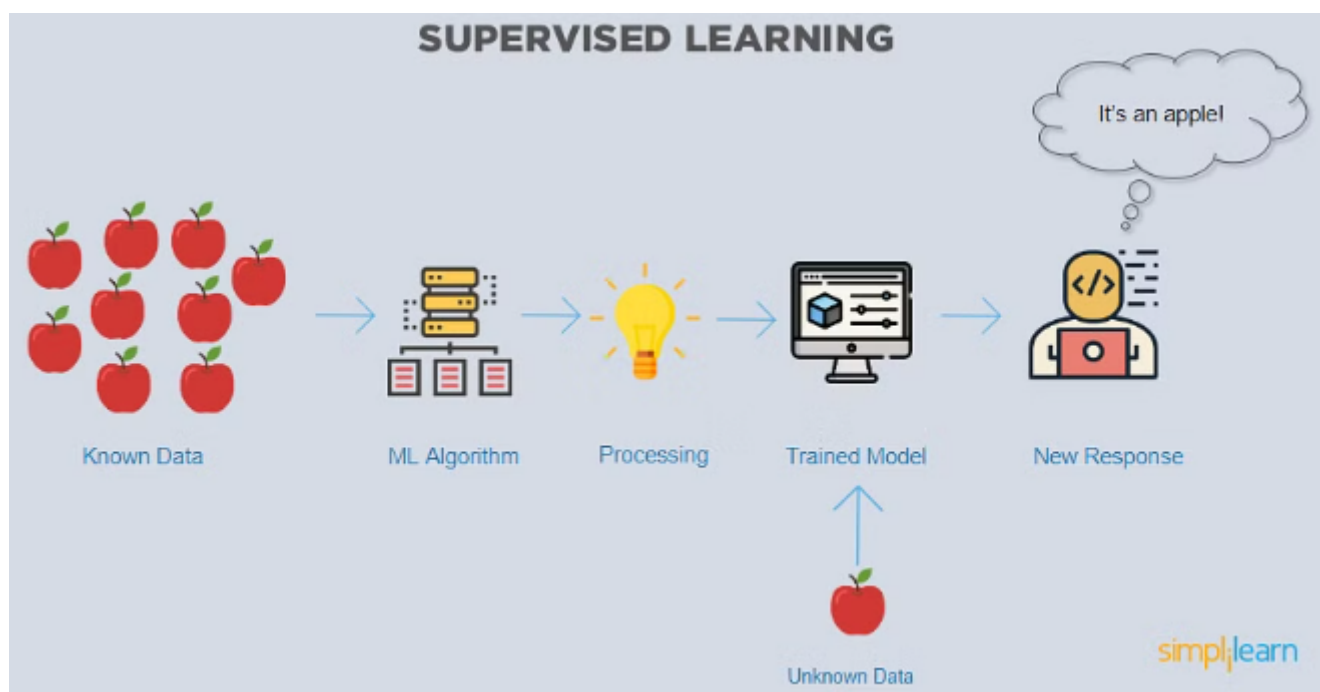 SUPERVISED LEARNING
It's an apple!
</>
Known Data
ML Algorithm
Processing
Trained Model
New Response
Unknown Data
simplilearn